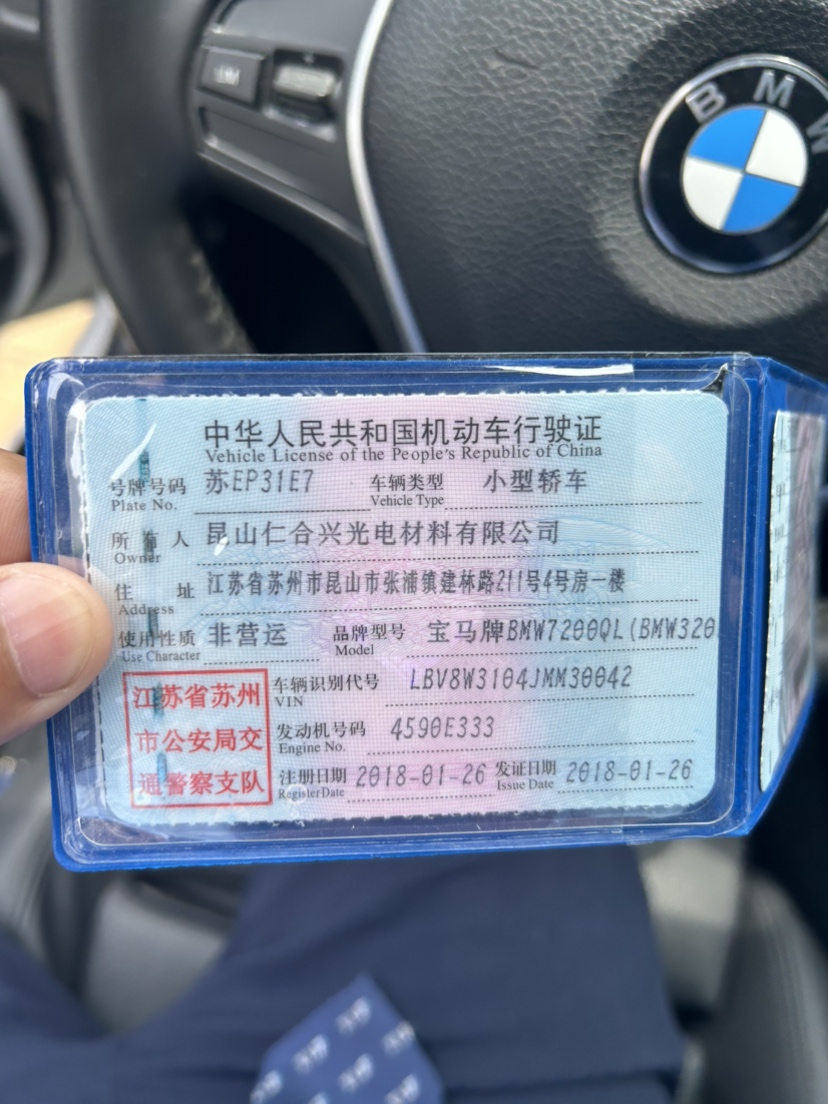 BMW
中华人民共和国机动车行驶证
Vehicle License of the People's Republic of China
号牌号码 苏EP31E7 车辆类型 小型轿车
Plate No. Vehicle Type
所有人 昆山仁合兴光电材料有限公司
Owner
住址 江苏省苏州市昆山市张浦镇建林路211号4号房一楼
Address
使用性质 非营运 品牌型号 宝马牌BMW7200QL(BMW320
Use Character Model
江苏省苏州
市公安局交
通警察支队
车辆识别代号 LBV8W3104JMM30042
VIN
发动机号码 4590E333
Engine No.
注册日期 2018-01-26 发证日期 2018-01-26
Register Date Issue Date